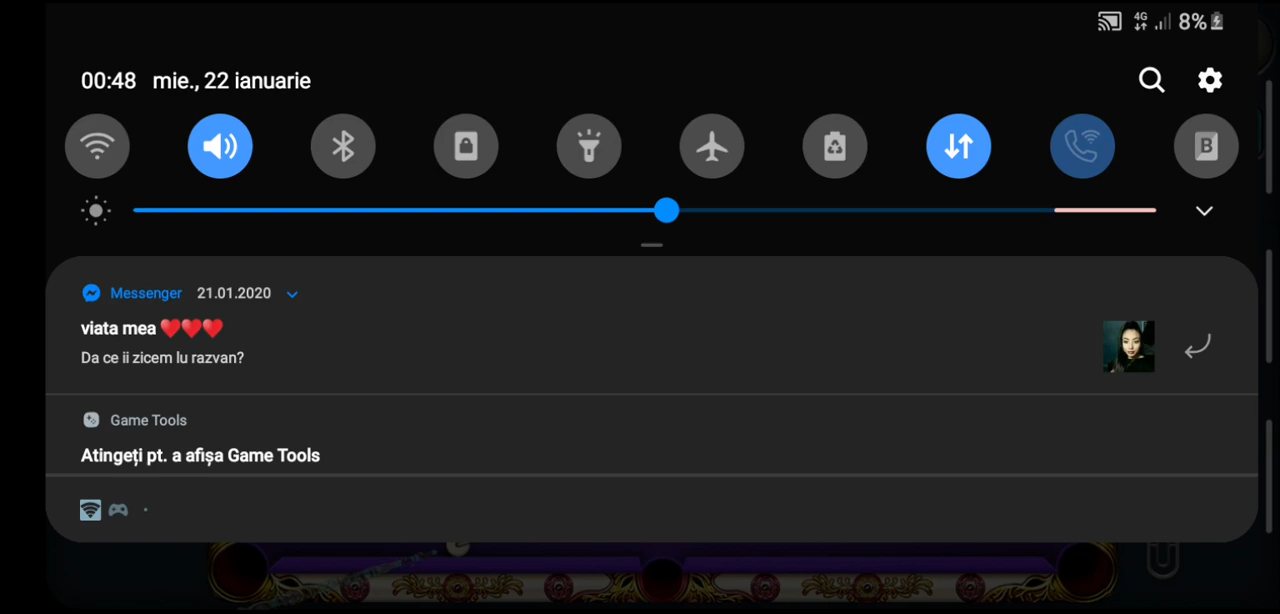 4G 8%
00:48 mie., 22 ianuarie
B
Messenger 21.01.2020
viata mea ❤️❤️❤️
Da ce ii zicem lu razvan?
Game Tools
Atingeți pt. a afișa Game Tools